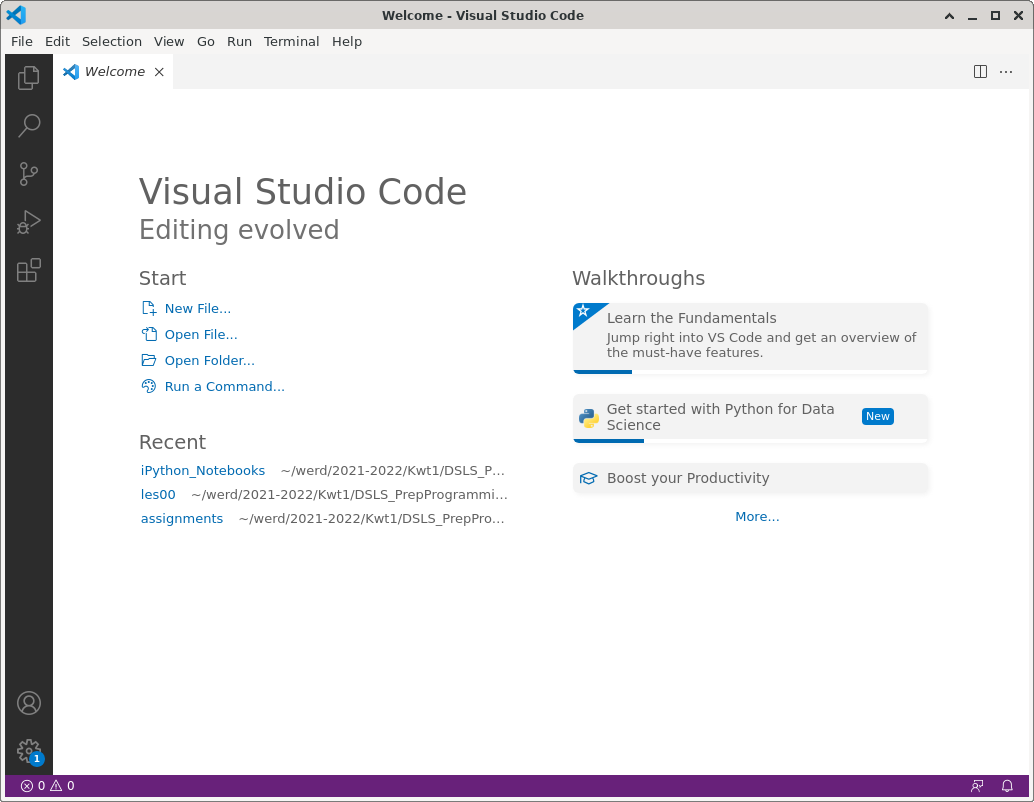 Welcome - Visual Studio Code
File Edit Selection View Go Run Terminal Help
Welcome
Visual Studio Code
Editing evolved
Start
New File...
Open File...
Open Folder...
Run a Command...
Recent
iPython_Notebooks ~/werd/2021-2022/Kwt1/DSLS_P...
les00 ~/werd/2021-2022/Kwt1/DSLS_PrepProgrammi...
assignments ~/werd/2021-2022/Kwt1/DSLS_PrepPro...
Walkthroughs
Learn the Fundamentals
Jump right into VS Code and get an overview of
the must-have features.
Get started with Python for Data
Science
New
Boost your Productivity
More...
1
0 0